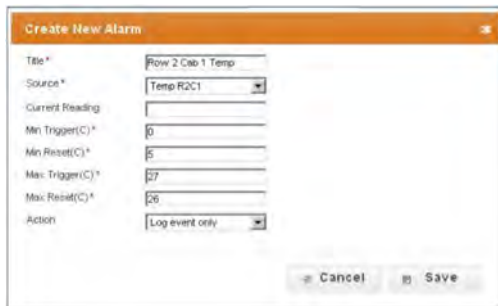 Create New Alarm
Title* Row 2 Cab 1 Temp
Source* Temp R2C1
Current Reading
Min Trigger(C)* 0
Min Reset(C)* 5
Max Trigger(C)* 27
Max Reset(C)* 26
Action Log event only
Cancel Save